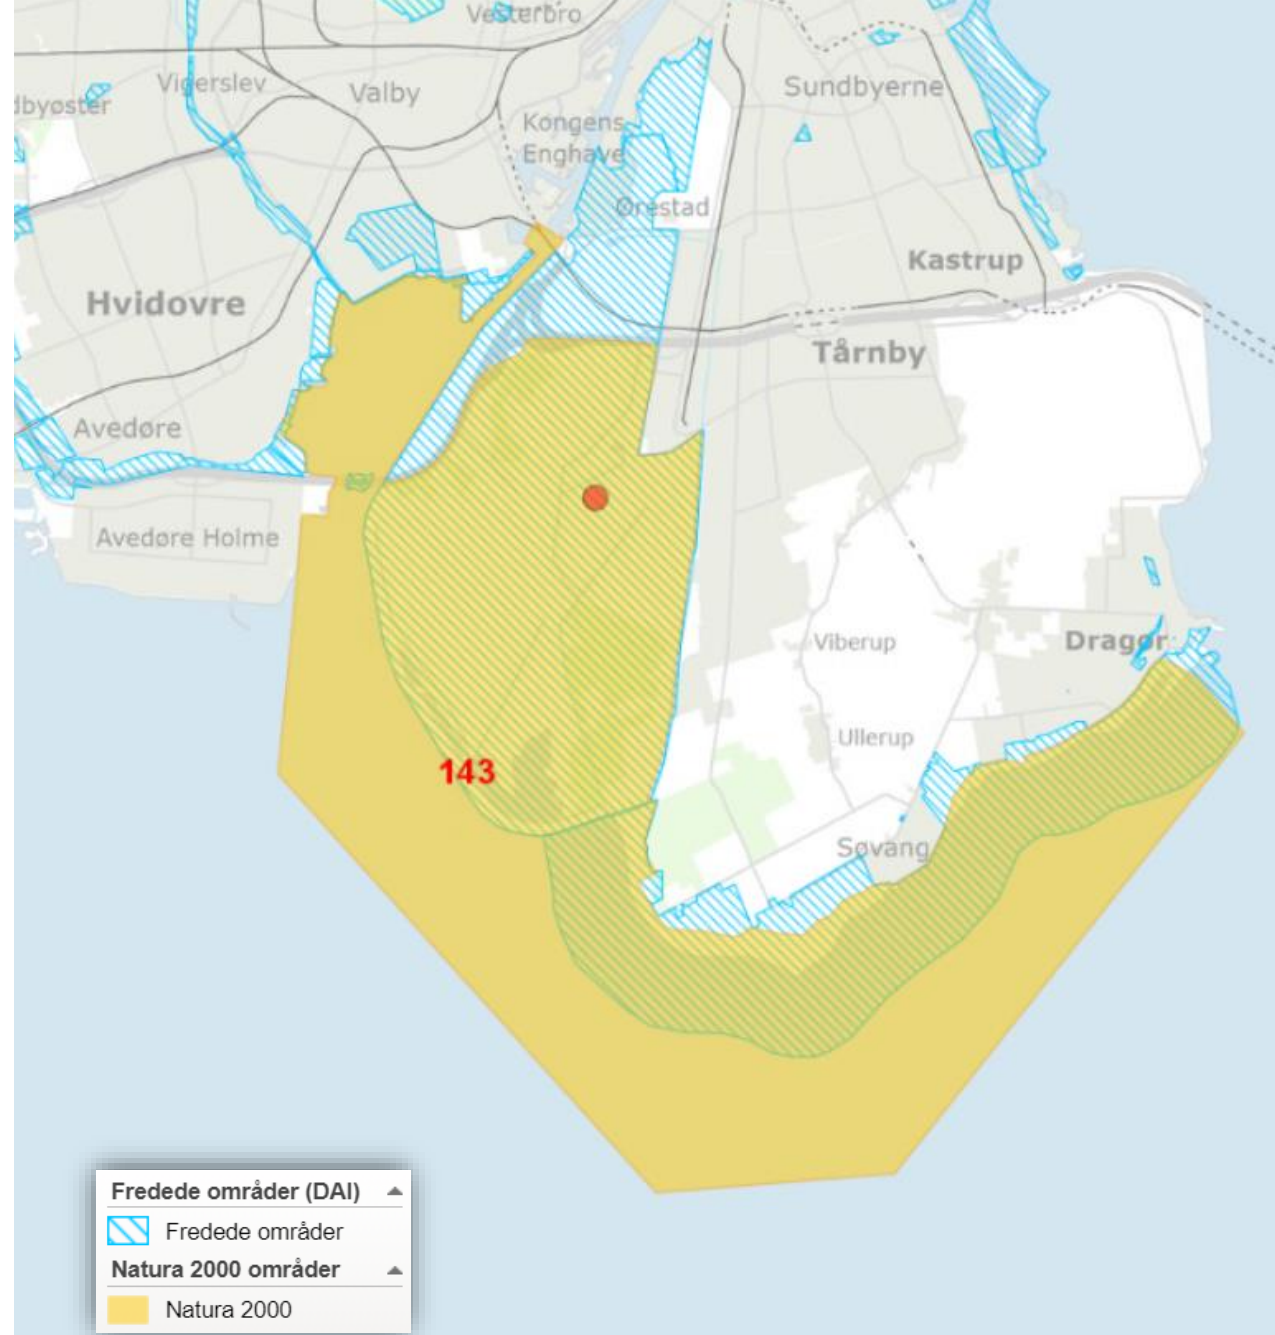 Vesterbro
Vigerslev
Valby
Sundbyerne
dbyøster
Kongens
Enghave
Ørestad
Kastrup
Hvidovre
Tårnby
Avedøre
Avedøre Holme
Viberup
Dragør
Ullerup
143
Søvang
Fredede områder (DAI)
Fredede områder
Natura 2000 områder
Natura 2000